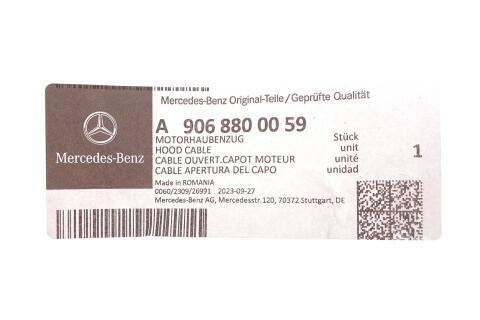 Mercedes-Benz Original-Teile/Geprüfte Qualität
Mercedes-Benz
A 906 880 00 59
MOTORHAUBENZUG Stück
HOOD CABLE unit
CABLE OUVERT.CAPOT MOTEUR unité 1
CABLE APERTURA DEL CAPO unidad
Made in ROMANIA
0060/2309/26991 2023-09-27
Mercedes-Benz AG, Mercedesstr.120, 70372 Stuttgart, DE